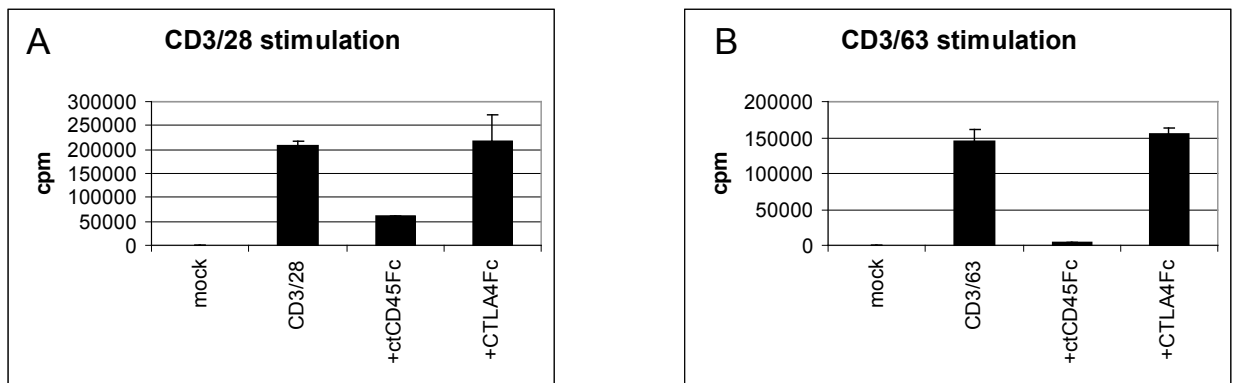 A
CD3/28 stimulation
300000
250000
200000
150000
100000
50000
0
cpm
mock
CD3/28
+ctCD45Fc
+CTLA4Fc
B
CD3/63 stimulation
200000
150000
100000
50000
0
cpm
mock
CD3/63
+ctCD45Fc
+CTLA4Fc